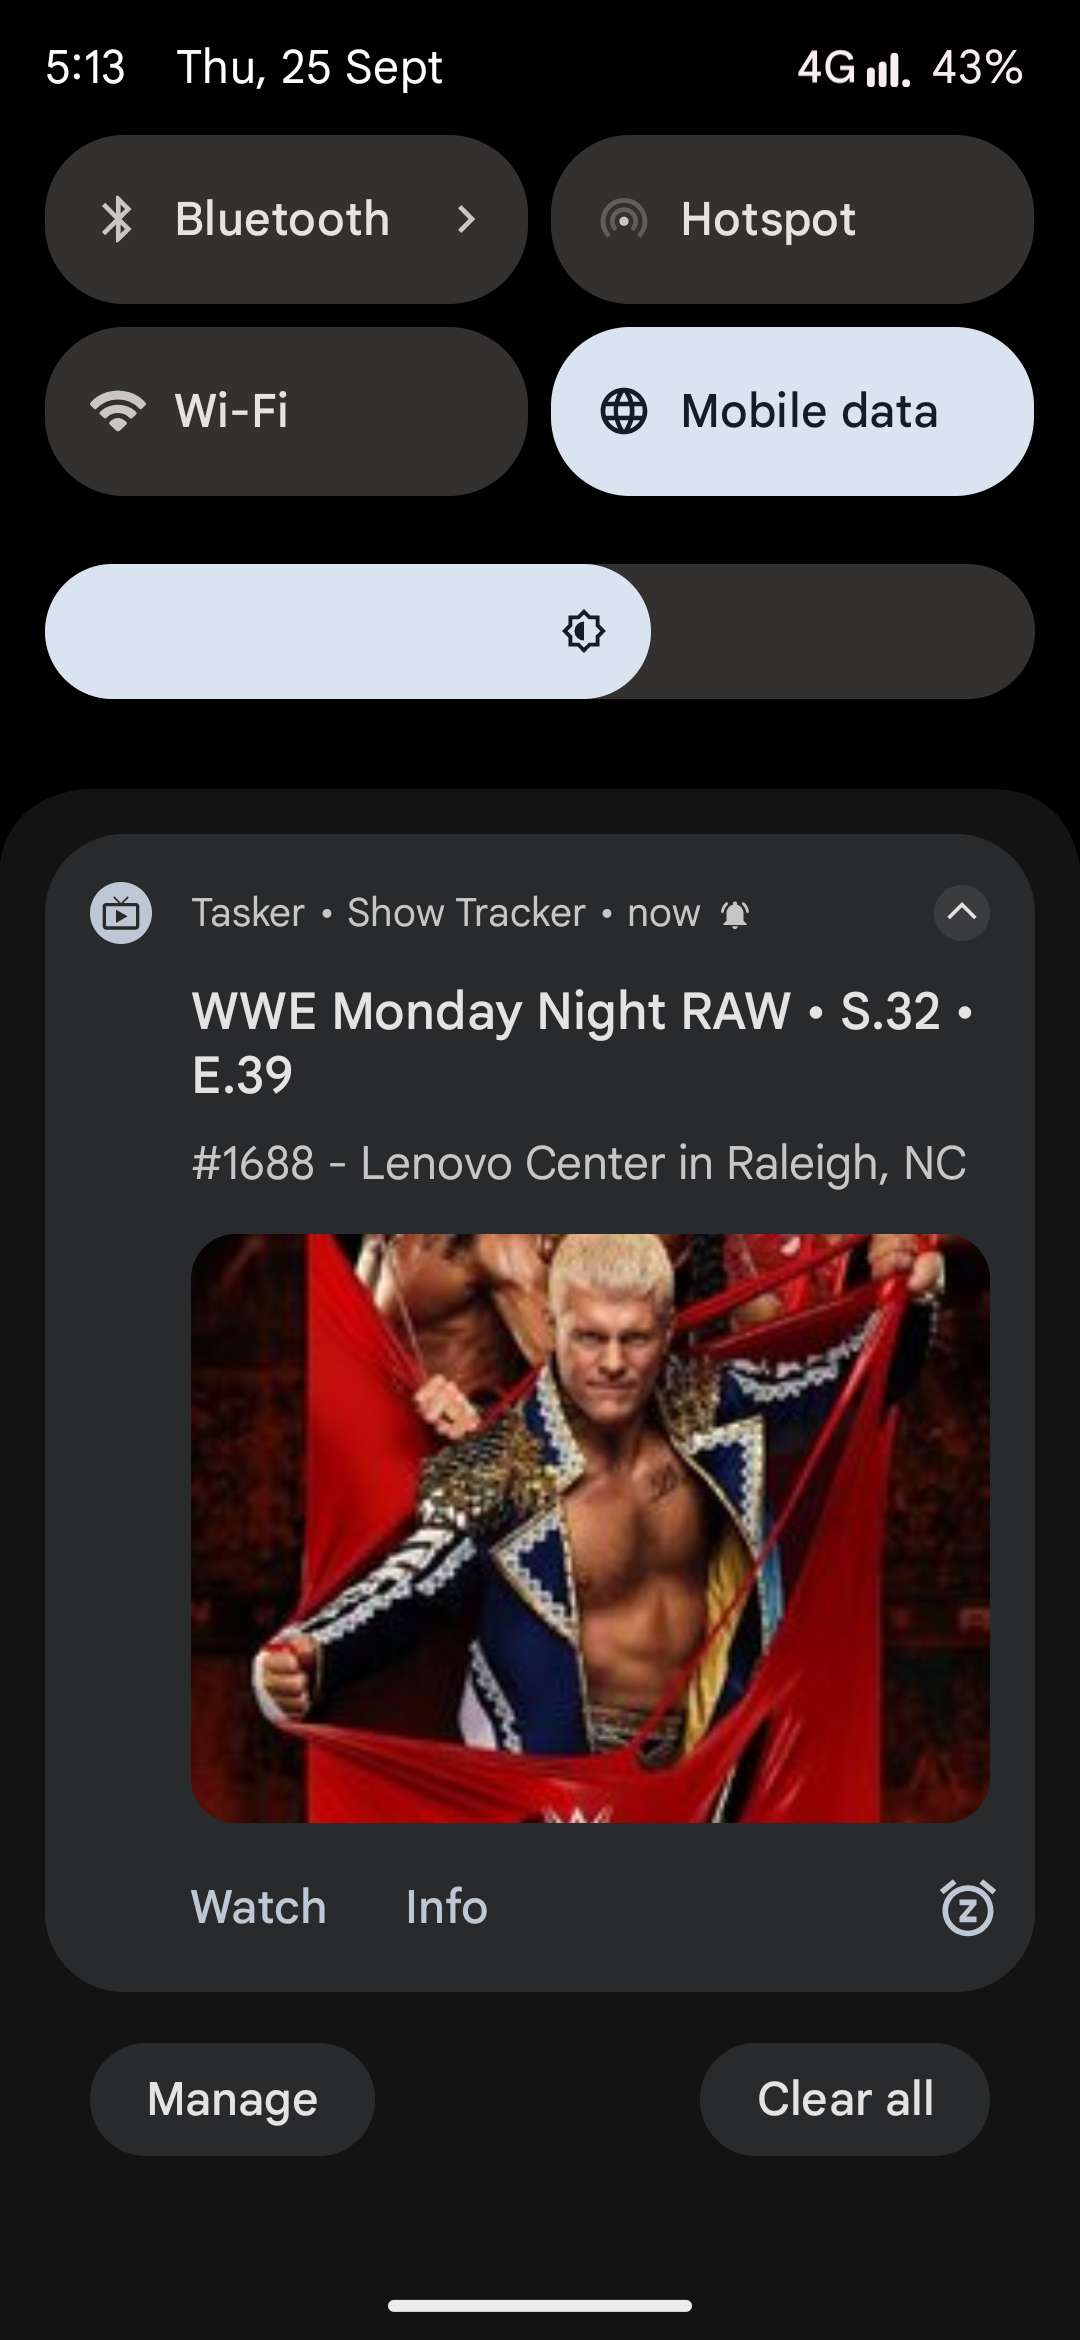 5:13 Thu, 25 Sept 4G 43%
Bluetooth Hotspot
Wi-Fi Mobile data
Tasker • Show Tracker • now
WWE Monday Night RAW • S.32 •
E.39
#1688 - Lenovo Center in Raleigh, NC
Watch Info
Manage Clear all